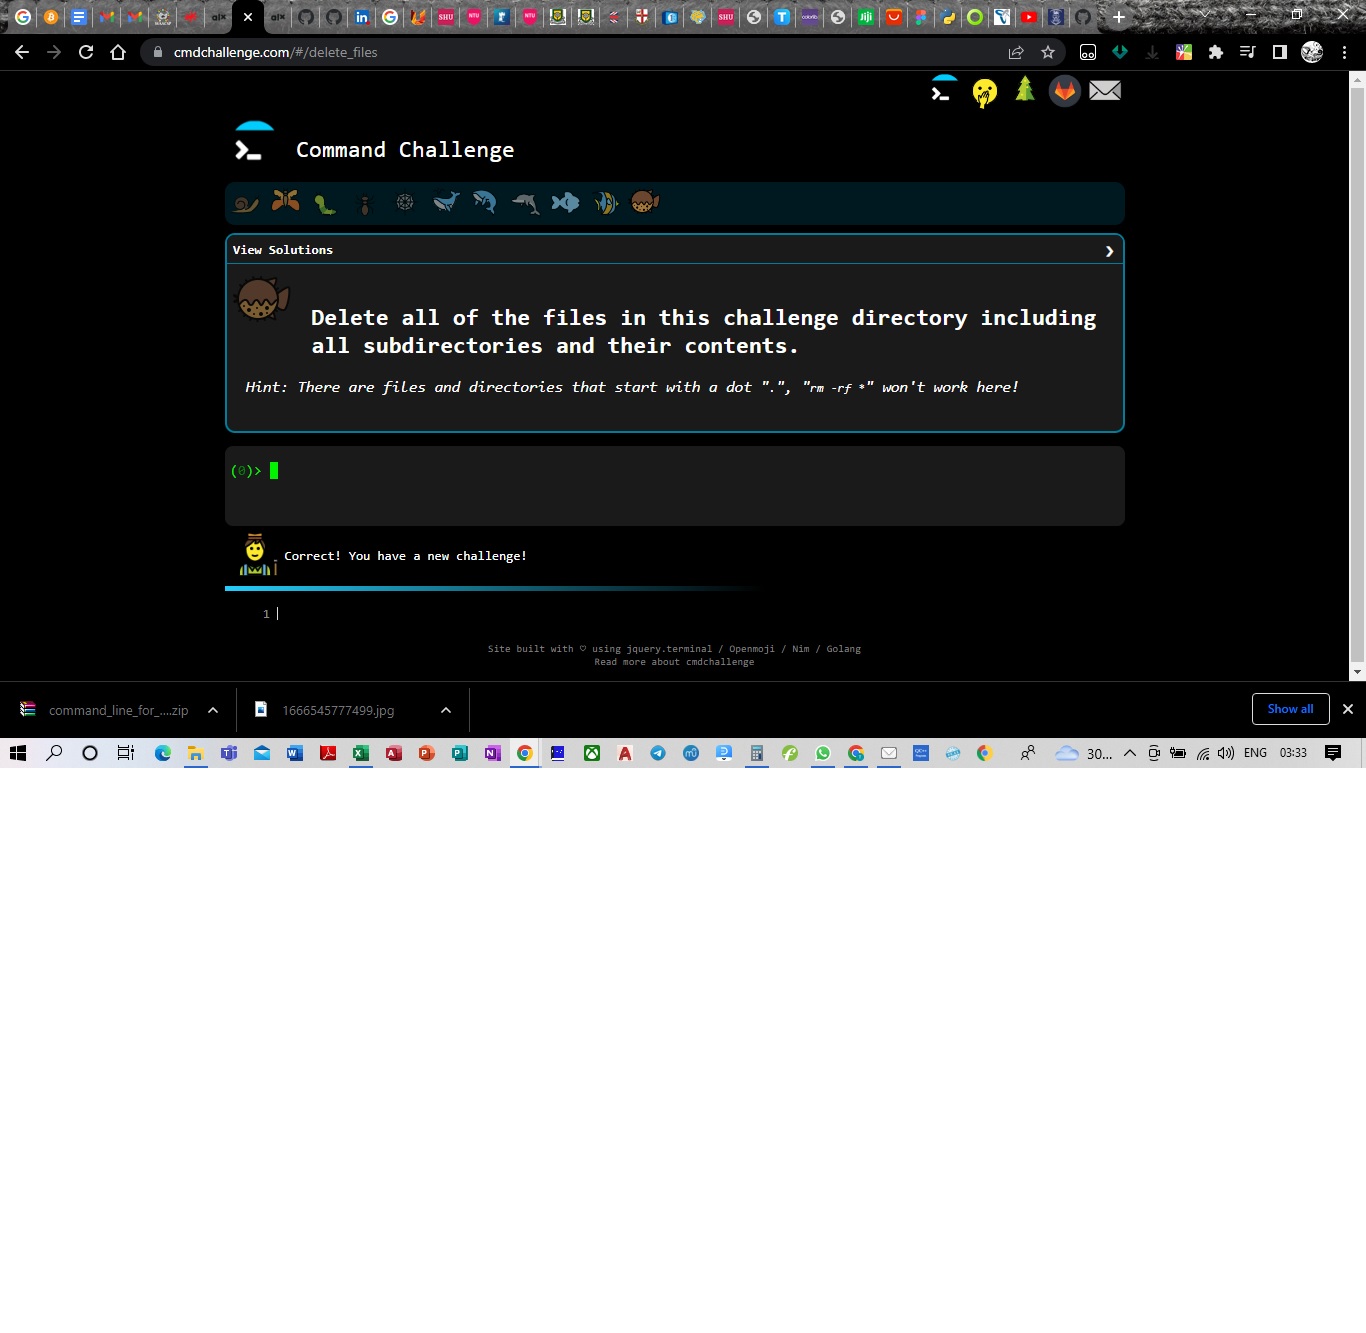 cmdchallenge.com/#/delete_files
Command Challenge
View Solutions
Delete all of the files in this challenge directory including
all subdirectories and their contents.
Hint: There are files and directories that start with a dot ".", "rm -rf *" won't work here!
(0)>
Correct! You have a new challenge!
1
Site built with ♡ using jquery.terminal / Openmoji / Nim / Golang
Read more about cmdchallenge
command_line_for_....zip
1666545777499.jpg
Show all
30...
ENG
03:33